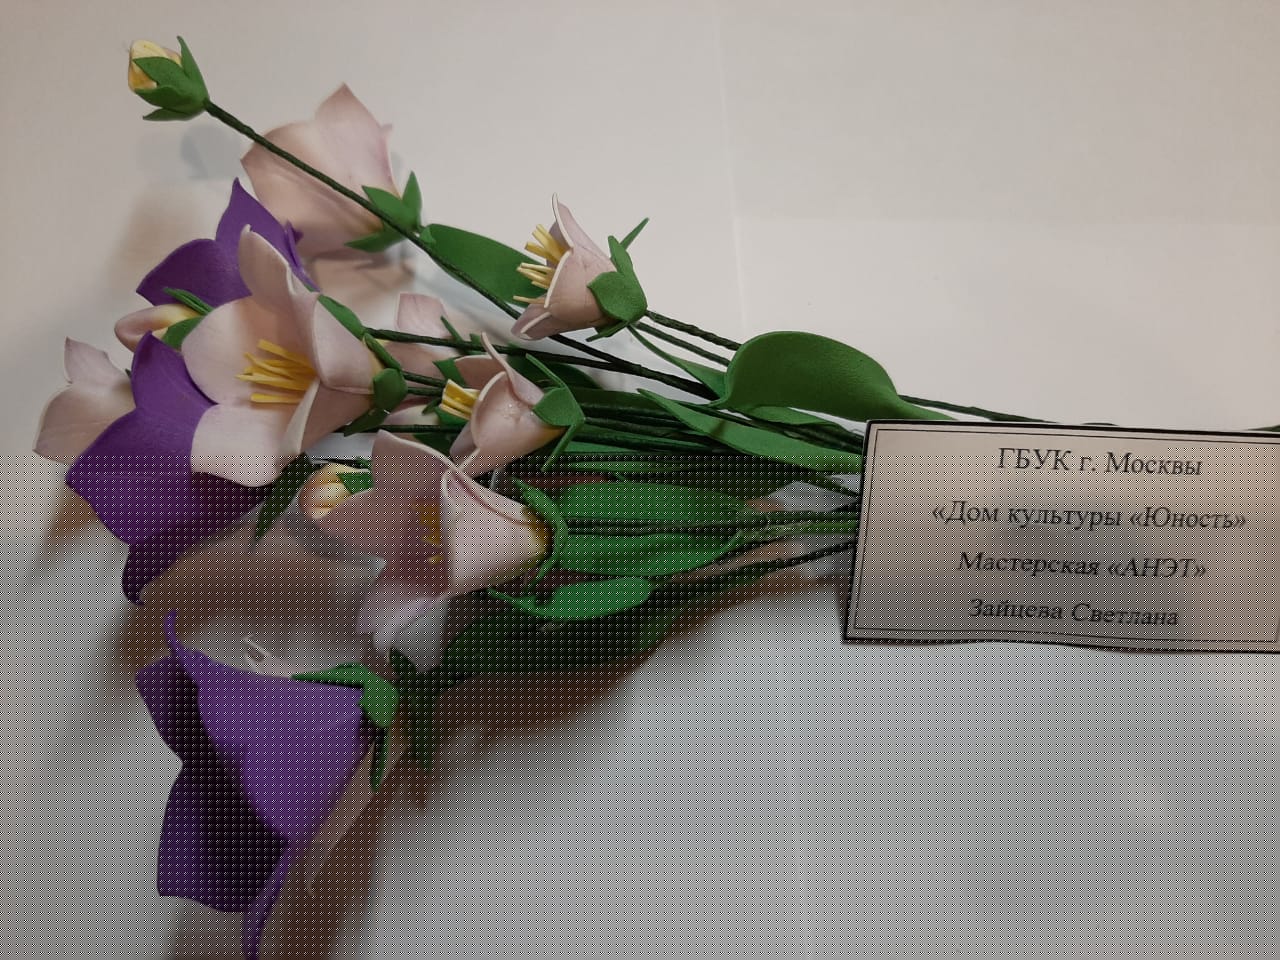 ГБУК г. Москвы
«Дом культуры «Юность»
Мастерская «АНЭТ»
Зайцева Светлана